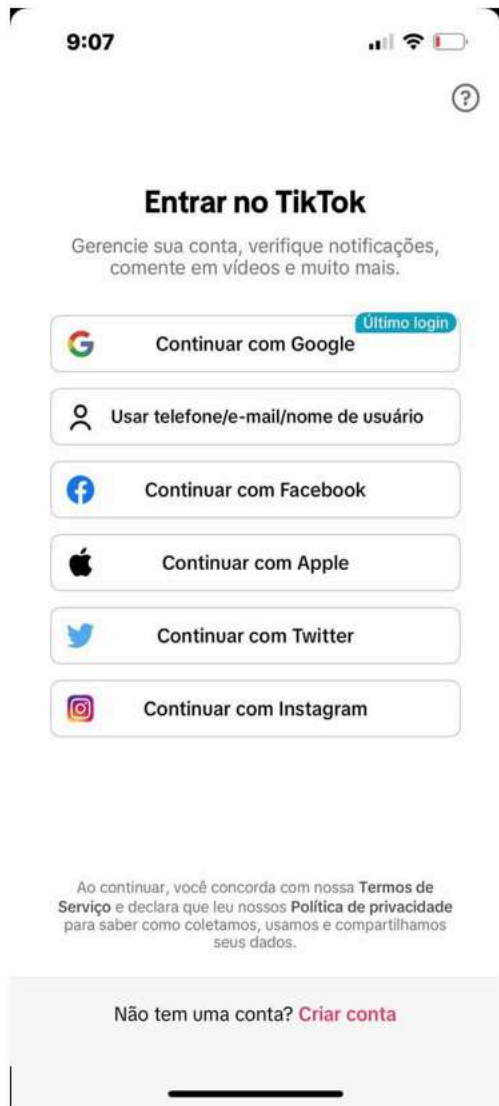 9:07
?
Entrar no TikTok
Gerencie sua conta, verifique notificações,
comente em vídeos e muito mais.
Último login
Continuar com Google
Usar telefone/e-mail/nome de usuário
Continuar com Facebook
Continuar com Apple
Continuar com Twitter
Continuar com Instagram
Ao continuar, você concorda com nossa Termos de
Serviço e declara que leu nossos Política de privacidade
para saber como coletamos, usamos e compartilhamos
seus dados.
Não tem uma conta? Criar conta